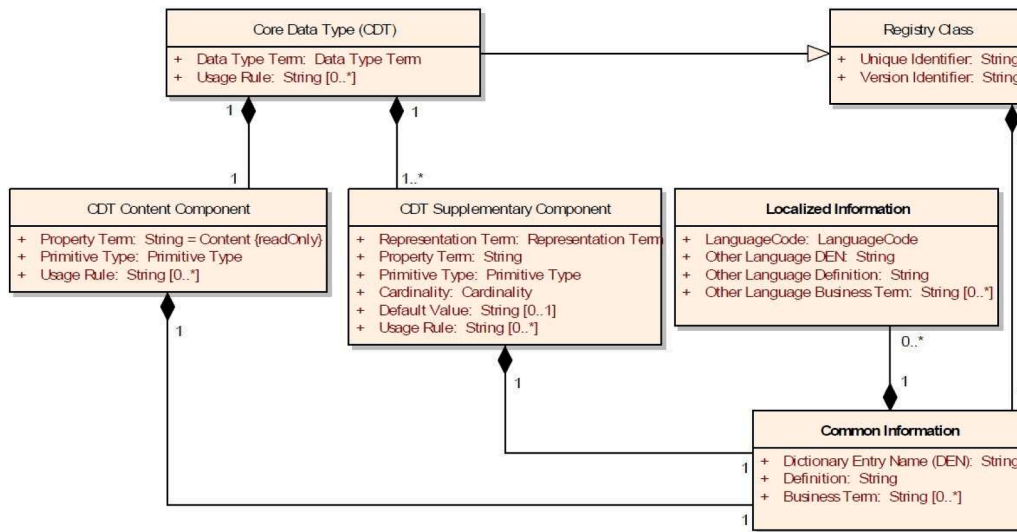 Core Data Type (CDT)
+ Data Type Term: Data Type Term
+ Usage Rule: String [0..*]
Registry Class
+ Unique Identifier: String
+ Version Identifier: String
1
1
1
1..*
CDT Content Component
+ Property Term: String = Content {readOnly}
+ Primitive Type: Primitive Type
+ Usage Rule: String [0..*]
CDT Supplementary Component
+ Representation Term: Representation Term
+ Property Term: String
+ Primitive Type: Primitive Type
+ Cardinality: Cardinality
+ Default Value: String [0..1]
+ Usage Rule: String [0..*]
Localized Information
+ LanguageCode: LanguageCode
+ Other Language DEN: String
+ Other Language Definition: String
+ Other Language Business Term: String [0..*]
1
0..*
1
1
Common Information
+ Dictionary Entry Name (DEN): String
+ Definition: String
+ Business Term: String [0..*]
1
1